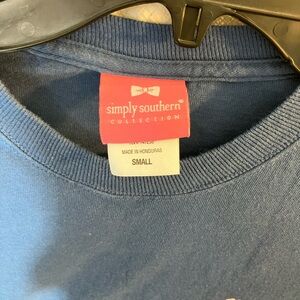 simply southern®
COLLECTION
MADE IN HONDURAS
SMALL